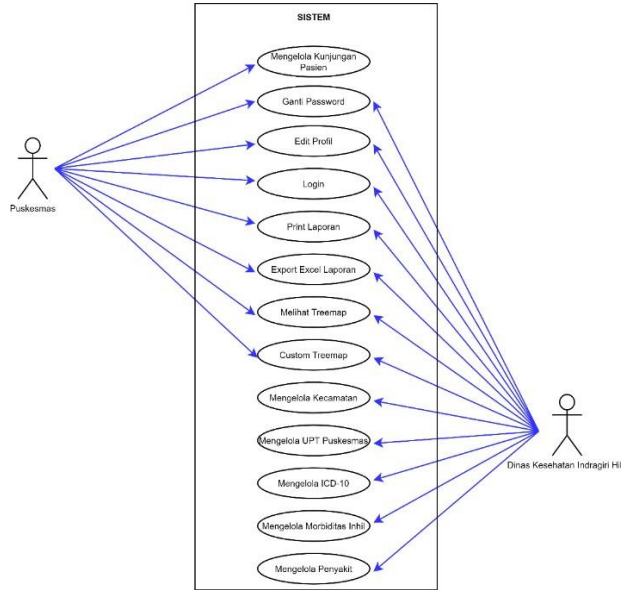 SISTEM
Mengelola Kunjungan
Pasien
Ganti Password
Edit Profil
Login
Puskesmas
Print Laporan
Export Excel Laporan
Melihat Treemap
Custom Treemap
Mengelola Kecamatan
Mengelola UPT Puskesmas
Dinas Kesehatan Indragiri Hil
Mengelola ICD-10
Mengelola Morbiditas Inhil
Mengelola Penyakit